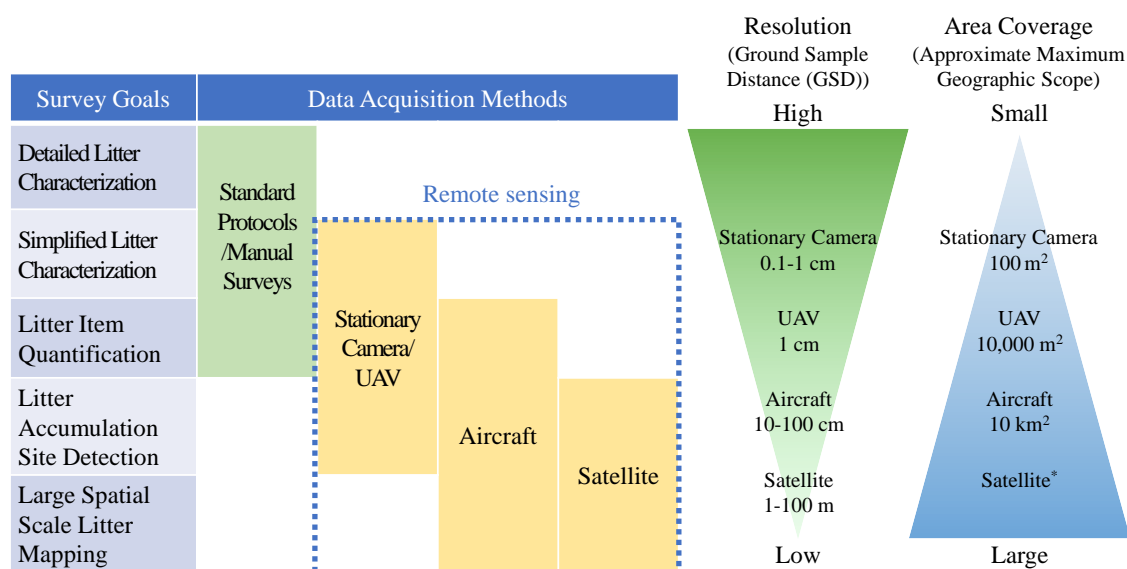 Survey Goals
Data Acquisition Methods
Detailed Litter
Characterization
Simplified Litter
Characterization
Litter Item
Quantification
Litter
Accumulation
Site Detection
Large Spatial
Scale Litter
Mapping
Standard
Protocols
/Manual
Surveys
Remote sensing
Stationary
Camera/
UAV
Aircraft
Satellite
Resolution
(Ground Sample
Distance (GSD))
High
Stationary Camera
0.1-1 cm
UAV
1 cm
Aircraft
10-100 cm
Satellite
1-100 m
Low
Area Coverage
(Approximate Maximum
Geographic Scope)
Small
Stationary Camera
100 m²
UAV
10,000 m²
Aircraft
10 km²
Satellite*
Large